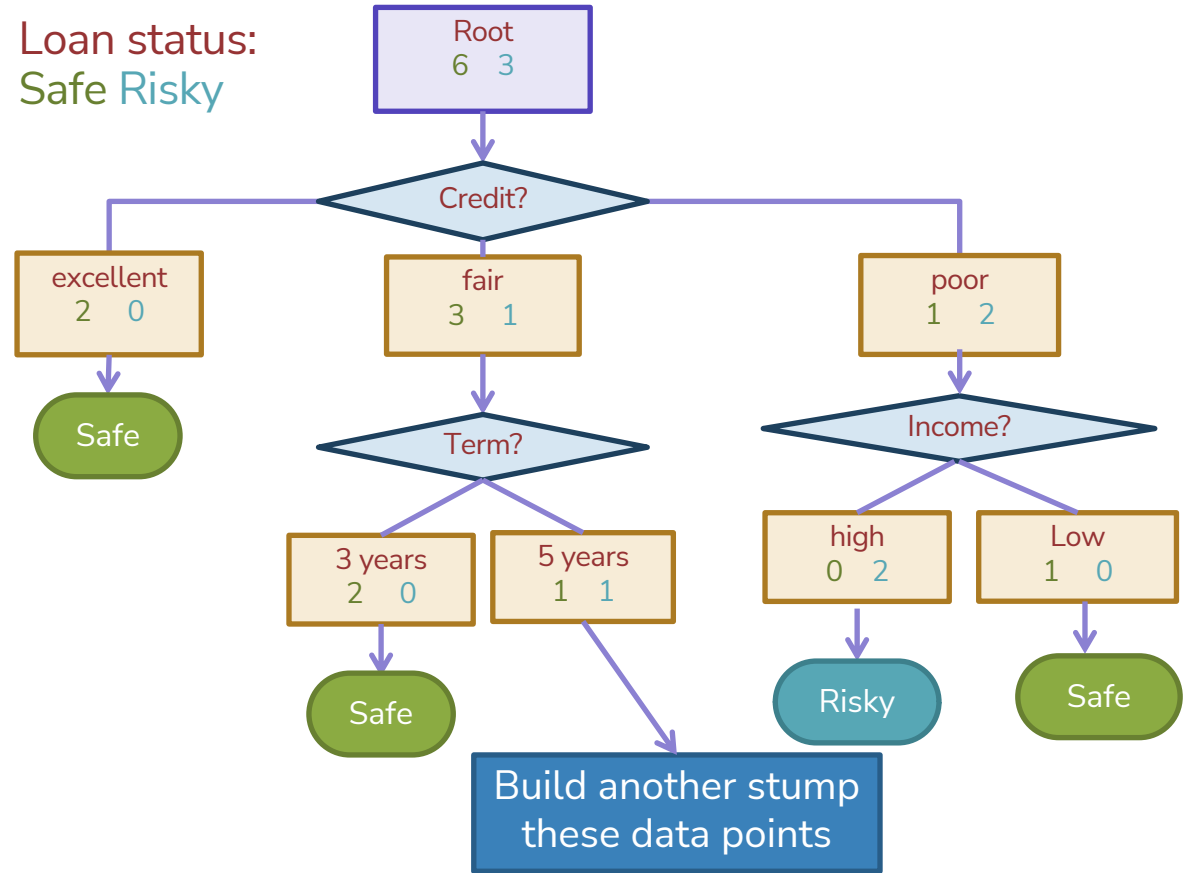 Loan status:
Safe Risky
Root
6 3
Credit?
excellent
2 0
fair
3 1
poor
1 2
Safe
Term?
Income?
3 years
2 0
5 years
1 1
high
0 2
Low
1 0
Safe
Risky
Safe
Build another stump
these data points